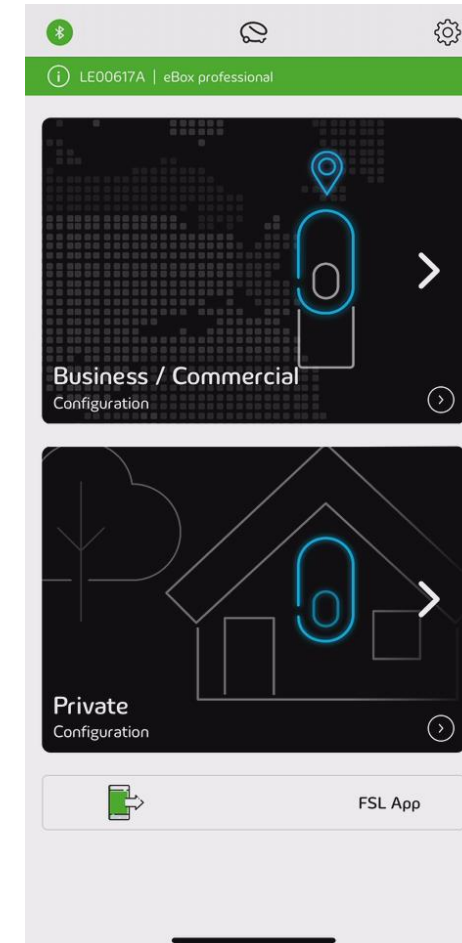 LE00617A | eBox professional
Business / Commercial
Configuration
Private
Configuration
FSL App